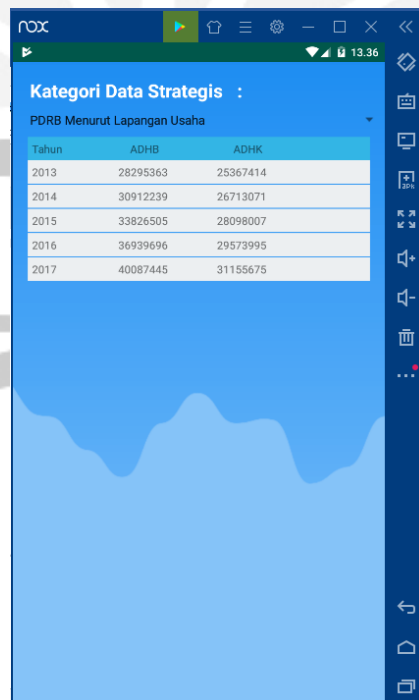 nox
13.36
Kategori Data Strategis :
PDRB Menurut Lapangan Usaha
Tahun ADHB ADHK
2013 28295363 25367414
2014 30912239 26713071
2015 33826505 28098007
2016 36939696 29573995
2017 40087445 31155675